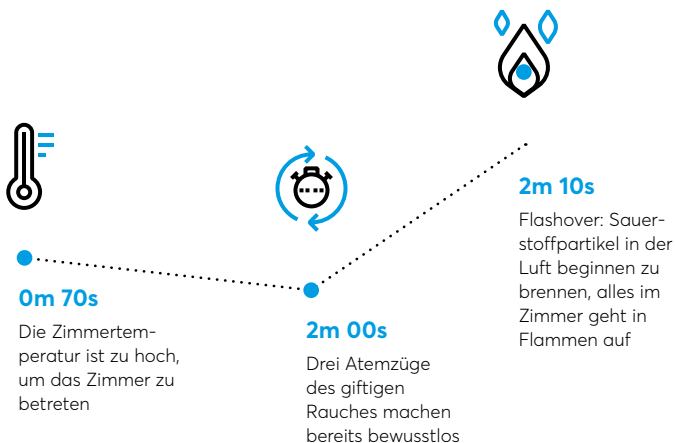 0m 70s
Die Zimmertem-
peratur ist zu hoch,
um das Zimmer zu
betreten
2m 00s
Drei Atemzüge
des giftigen
Rauches machen
bereits bewusstlos
2m 10s
Flashover: Sauer-
stoffpartikel in der
Luft beginnen zu
brennen, alles im
Zimmer geht in
Flammen auf